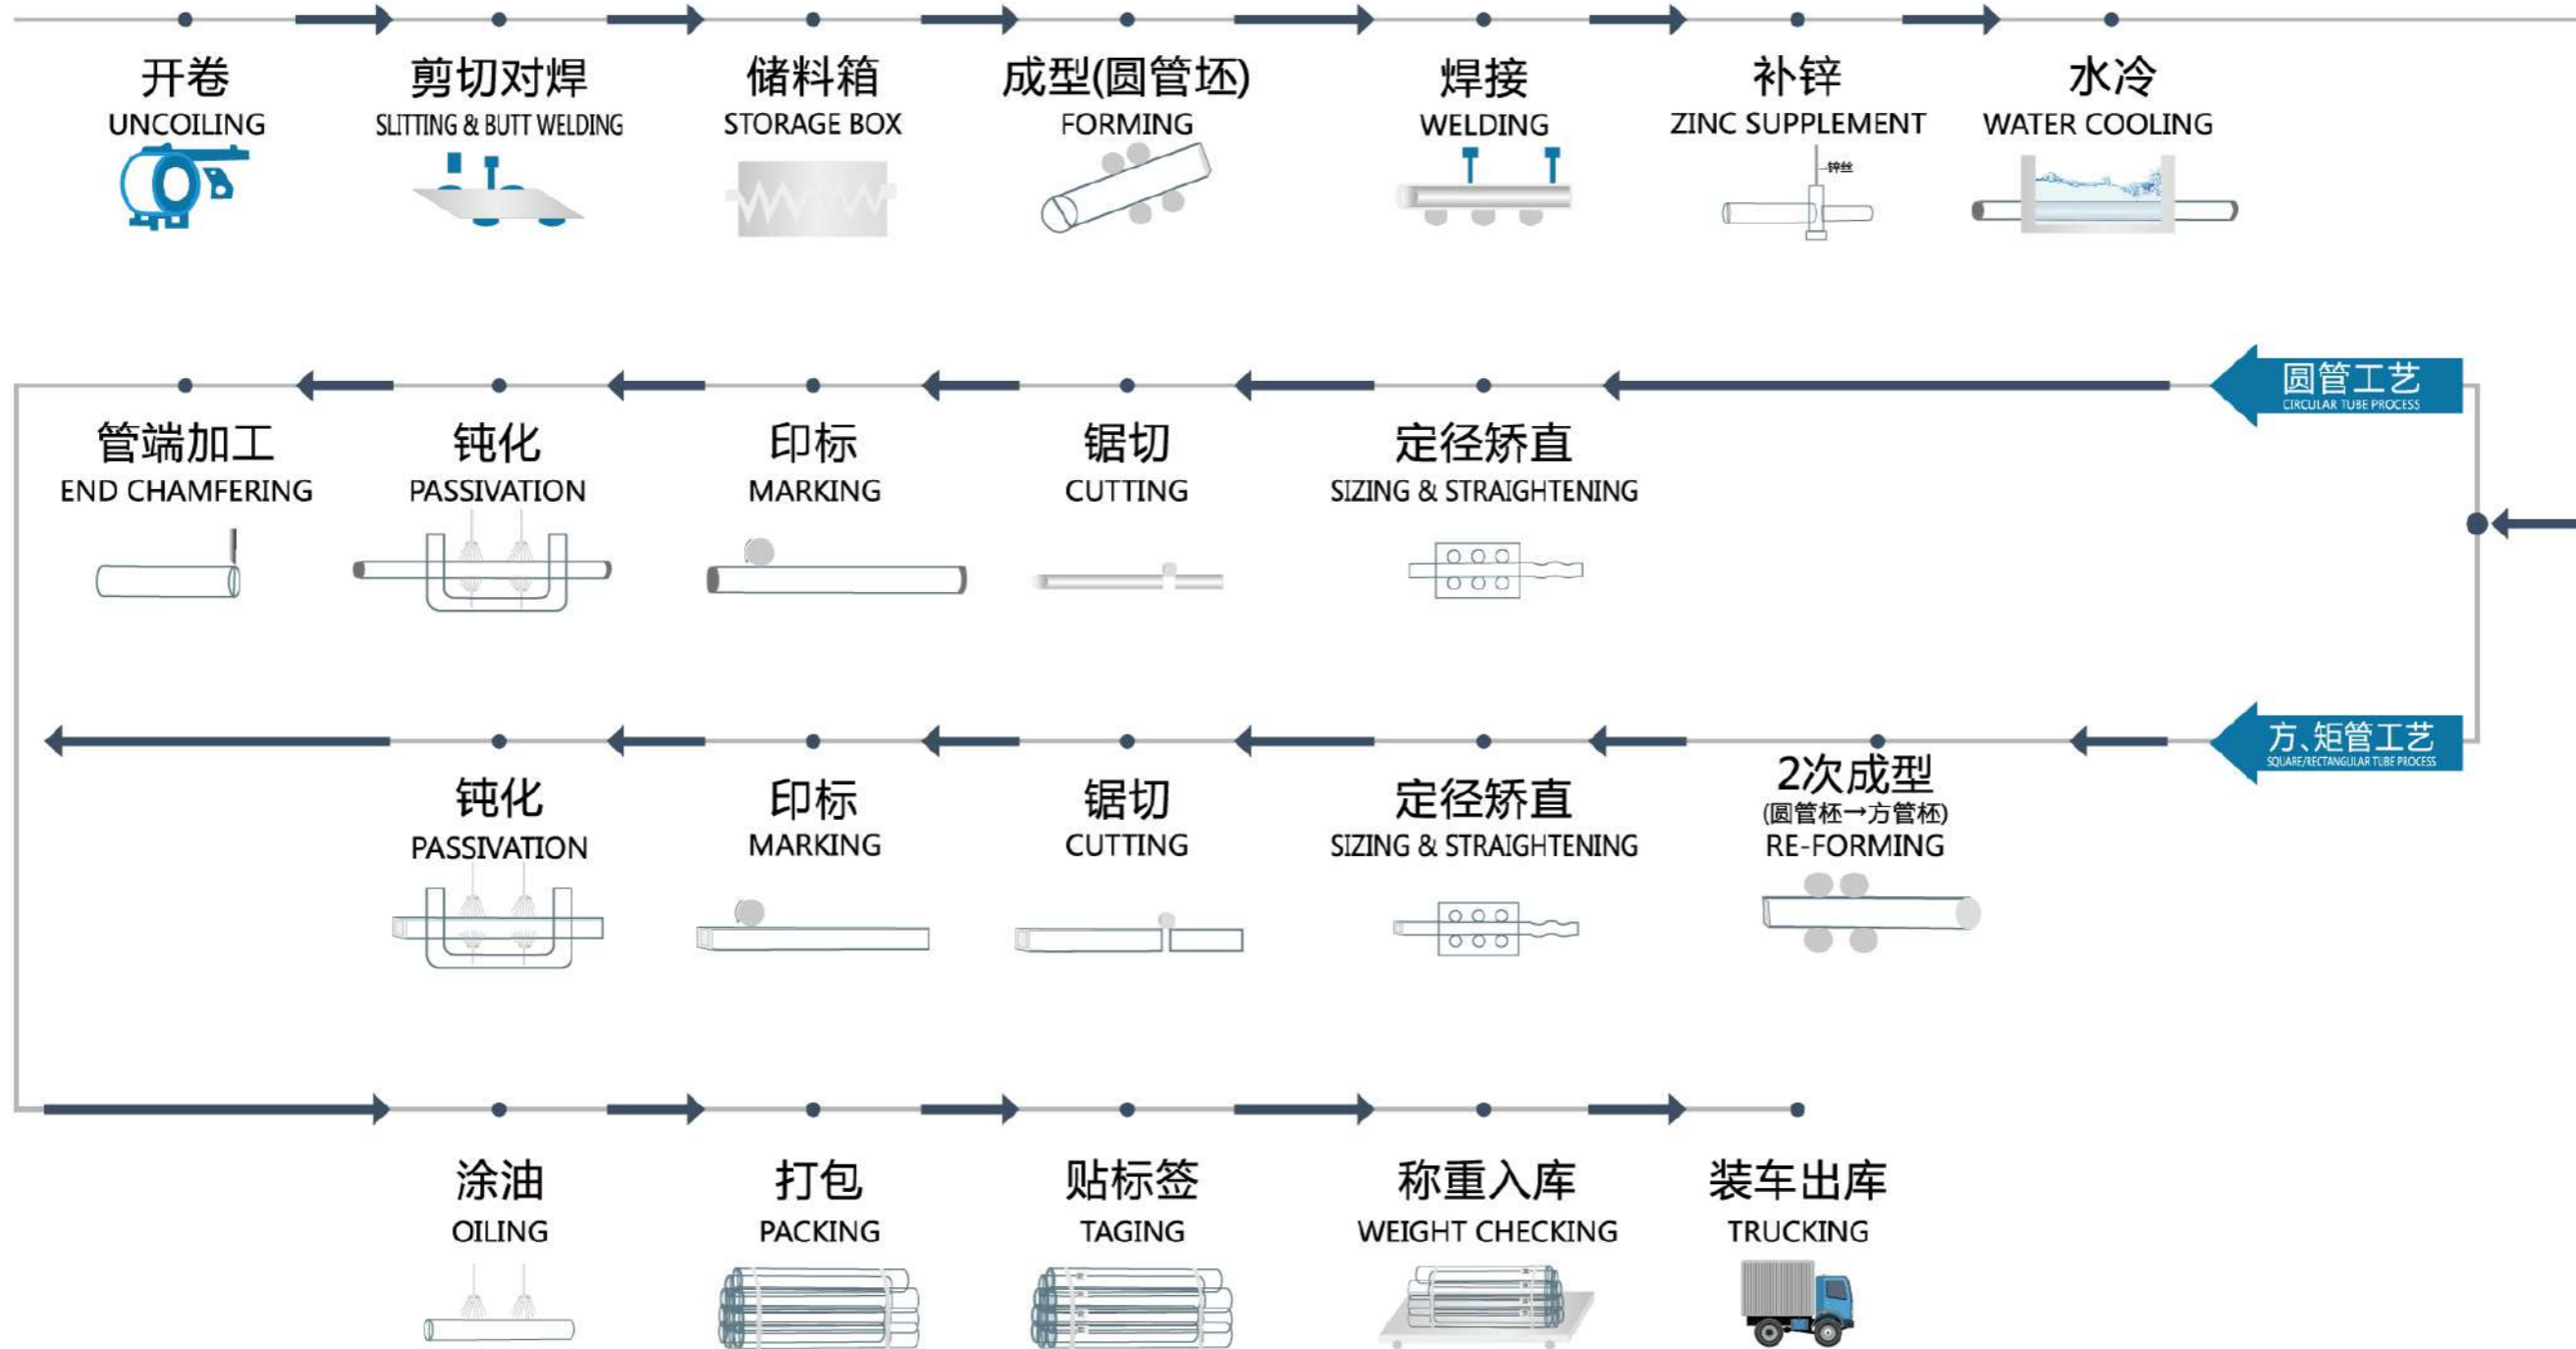 开卷
UNCOILING
剪切对焊
SLITTING & BUTT WELDING
储料箱
STORAGE BOX
成型(圆管坯)
FORMING
焊接
WELDING
补锌
ZINC SUPPLEMENT
锌丝
水冷
WATER COOLING
圆管工艺
CIRCULAR TUBE PROCESS
定径矫直
SIZING & STRAIGHTENING
锯切
CUTTING
印标
MARKING
钝化
PASSIVATION
管端加工
END CHAMFERING
方、矩管工艺
SQUARE/RECTANGULAR TUBE PROCESS
2次成型
(圆管杯→方管杯)
RE-FORMING
定径矫直
SIZING & STRAIGHTENING
锯切
CUTTING
印标
MARKING
钝化
PASSIVATION
涂油
OILING
打包
PACKING
贴标签
TAGING
称重入库
WEIGHT CHECKING
装车出库
TRUCKING